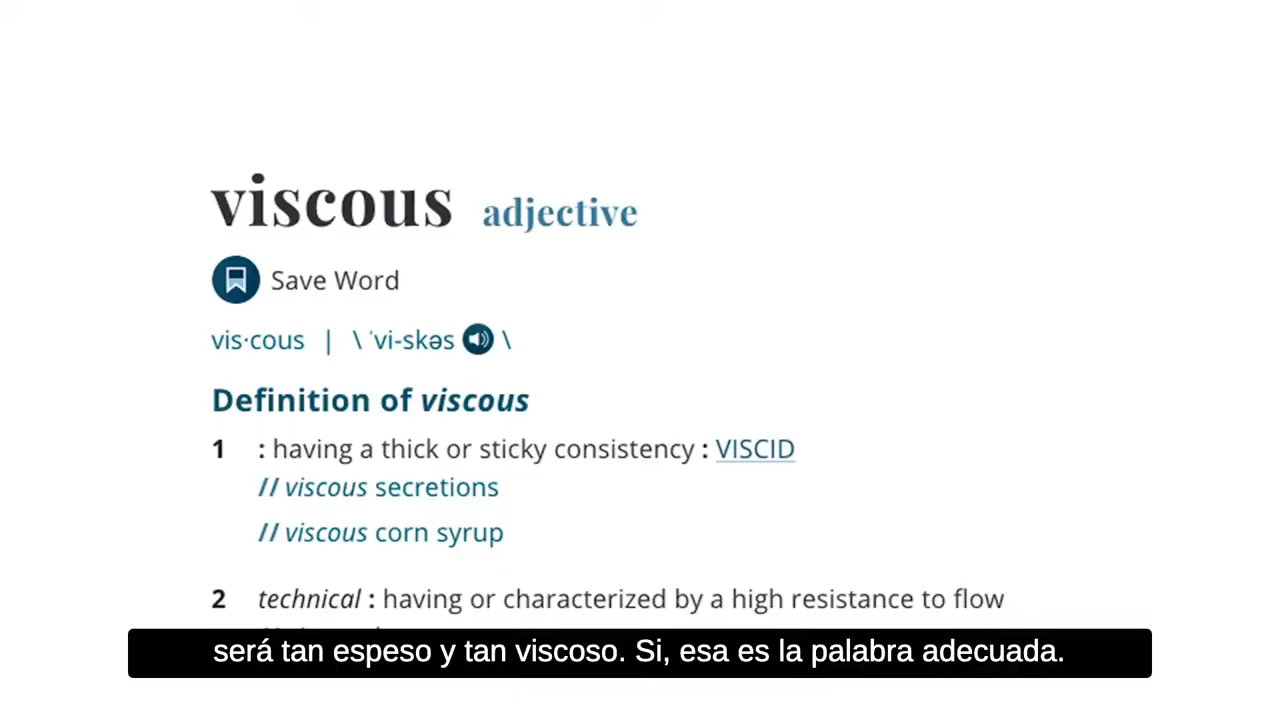 viscous adjective
Save Word
vis·cous | \ ˈvi-skəs \
Definition of viscous
1 : having a thick or sticky consistency : VISCID
// viscous secretions
// viscous corn syrup
2 technical : having or characterized by a high resistance to flow
será tan espeso y tan viscoso. Si, esa es la palabra adecuada.